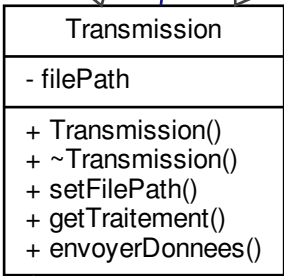 Transmission
- filePath
+ Transmission()
+ ~Transmission()
+ setFilePath()
+ getTraitement()
+ envoyerDonnees()